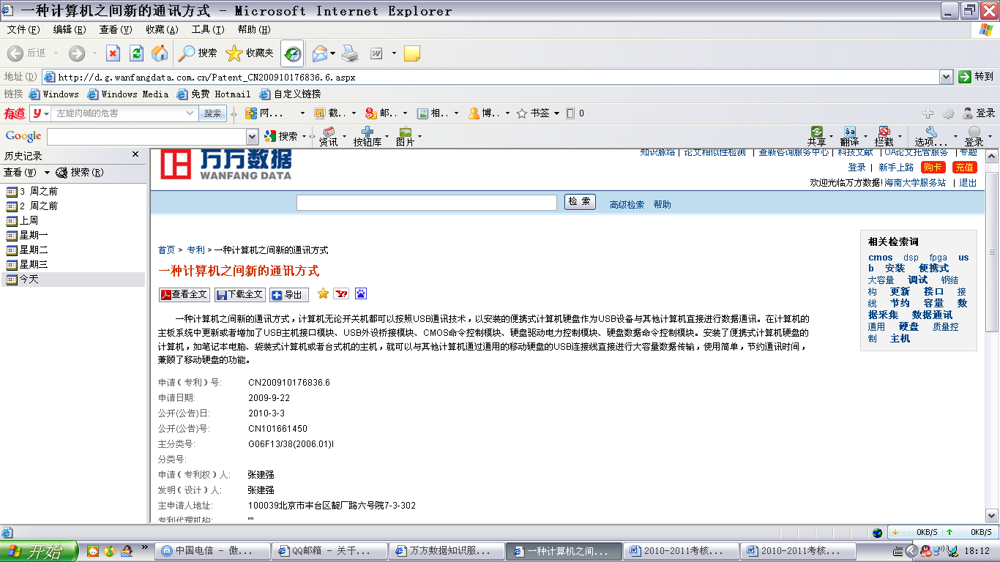 一种计算机之间新的通讯方式 - Microsoft Internet Explorer
文件(F) 编辑(E) 查看(V) 收藏(A) 工具(T) 帮助(H)
后退 搜索 收藏夹
地址(D) http://d.g.wanfangdata.com.cn/Patent_CN200910176836.6.aspx 转到
链接 Windows Windows Media 免费 Hotmail 自定义链接
有道 y 左旋肉碱的危害 搜索 网... 截.. 邮.. 相.. 博.. 书签 0 登录
Google 搜索 资讯 按钮库 图片 共享 翻译 拦截 选项... 登录
历史记录
查看(W) 搜索(R)
3 周之前
2 周之前
上周
星期一
星期二
星期三
今天
万方数据
WANFANG DATA
知识脉络 | 论文相似性检测 | 查新咨询服务中心 | 科技文献 | OA论文托管服务 | 专题
登录 | 新手上路 购卡 充值
欢迎光临万方数据!海南大学服务站 | 退出
检 索 高级检索 帮助
首页 > 专利 > 一种计算机之间新的通讯方式
一种计算机之间新的通讯方式
查看全文 下载全文 导出
一种计算机之间新的通讯方式，计算机无论开关机都可以按照USB通讯技术，以安装的便携式计算机硬盘作为USB设备与其他计算机直接进行数据通讯。在计算机的
主板系统中更新或者增加了USB主机接口模块、USB外设桥接模块、CMOS命令控制模块、硬盘驱动电力控制模块、硬盘数据命令控制模块。安装了便携式计算机硬盘的
计算机，如笔记本电脑、袋装式计算机或者台式机的主机，就可以与其他计算机通过通用的移动硬盘的USB连接线直接进行大容量数据传输，使用简单，节约通讯时间，
兼顾了移动硬盘的功能。
申请（专利）号: CN200910176836.6
申请日期: 2009-9-22
公开(公告)日: 2010-3-3
公开(公告)号: CN101661450
主分类号: G06F13/38(2006.01)I
分类号:
申请（专利权）人: 张建强
发明（设计）人: 张建强
主申请人地址: 100039北京市丰台区靛厂路六号院7-3-302
专利代理机构: ""
相关检索词
cmos dsp fpga us
b 安装 便携式
大容量 调试 钢结
构 更新 接口 接
线 节约 容量 数
据采集 数据通讯
通用 硬盘 质量控
制 主机
0KB/S 0KB/S
开始 中国电信 - 傲... QQ邮箱 - 关于... 万方数据知识服... 一种计算机之间... 2010-2011考核... 2010-2011考核... 18:12